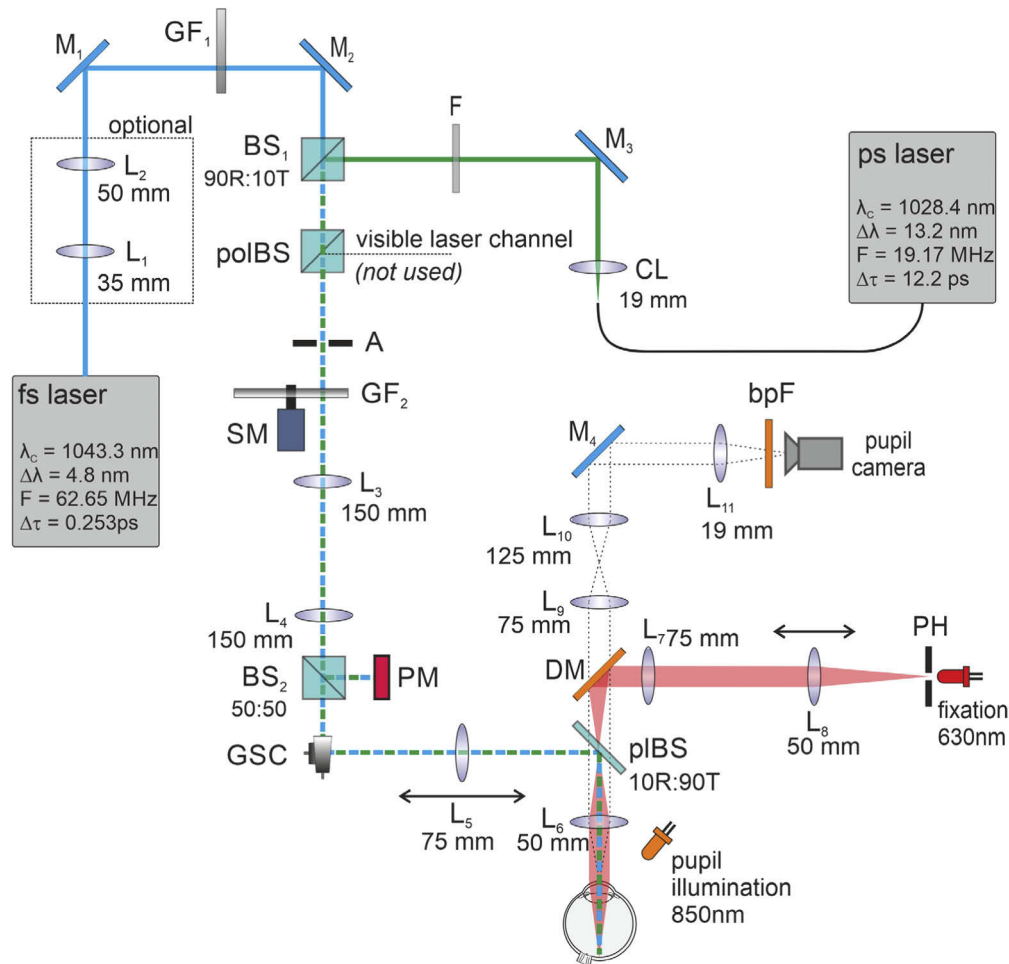 M₁
GF₁
M₂
optional
L₂
50 mm
L₁
35 mm
BS₁
90R:10T
F
M₃
ps laser
λc = 1028.4 nm
Δλ = 13.2 nm
F = 19.17 MHz
Δτ = 12.2 ps
polBS
visible laser channel
(not used)
CL
19 mm
A
GF₂
SM
fs laser
λc = 1043.3 nm
Δλ = 4.8 nm
F = 62.65 MHz
Δτ = 0.253ps
L₃
150 mm
M₄
bpF
pupil
camera
L₁₁
19 mm
L₁₀
125 mm
L₉
75 mm
L₄
150 mm
BS₂
50:50
PM
DM
L₇75 mm
L₈
50 mm
PH
fixation
630nm
GSC
L₅
75 mm
plBS
10R:90T
L₆
50 mm
pupil
illumination
850nm